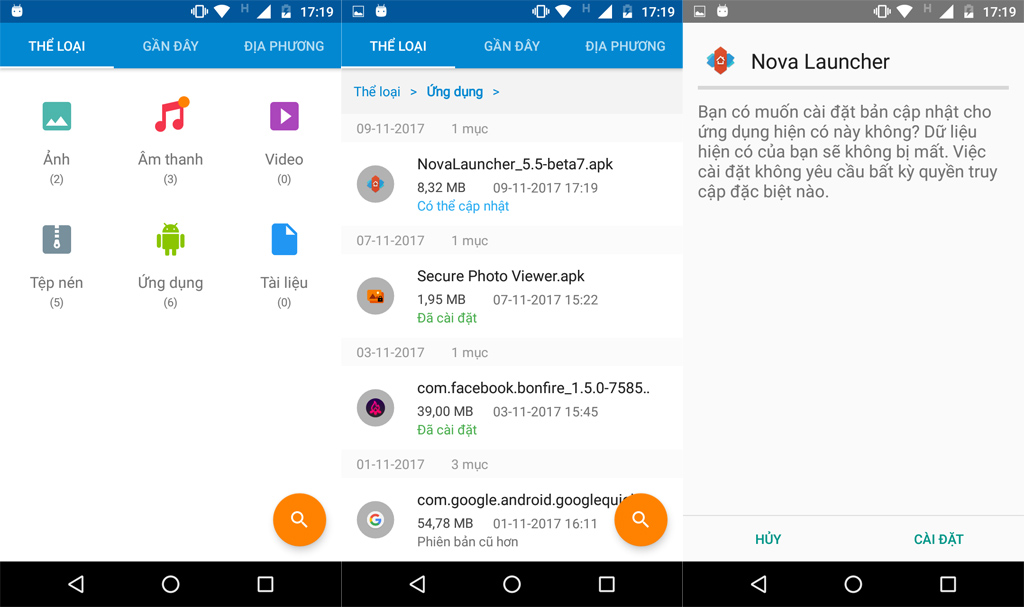 H 17:19
THỂ LOẠI GẦN ĐÂY ĐỊA PHƯƠNG
Ảnh Âm thanh Video
(2) (3) (0)
Tệp nén Ứng dụng Tài liệu
(5) (6) (0)
H 17:19
THỂ LOẠI GẦN ĐÂY ĐỊA PHƯƠNG
Thể loại > Ứng dụng >
09-11-2017 1 mục
NovaLauncher_5.5-beta7.apk
8,32 MB 09-11-2017 17:19
Có thể cập nhật
07-11-2017 1 mục
Secure Photo Viewer.apk
1,95 MB 07-11-2017 15:22
Đã cài đặt
03-11-2017 1 mục
com.facebook.bonfire_1.5.0-7585..
39,00 MB 03-11-2017 15:45
Đã cài đặt
01-11-2017 3 mục
com.google.android.googlequic
54,78 MB 01-11-2017 16:11
Phiên bản cũ hơn
H 17:19
Nova Launcher
Bạn có muốn cài đặt bản cập nhật cho
ứng dụng hiện có này không? Dữ liệu
hiện có của bạn sẽ không bị mất. Việc
cài đặt không yêu cầu bất kỳ quyền truy
cập đặc biệt nào.
HỦY CÀI ĐẶT